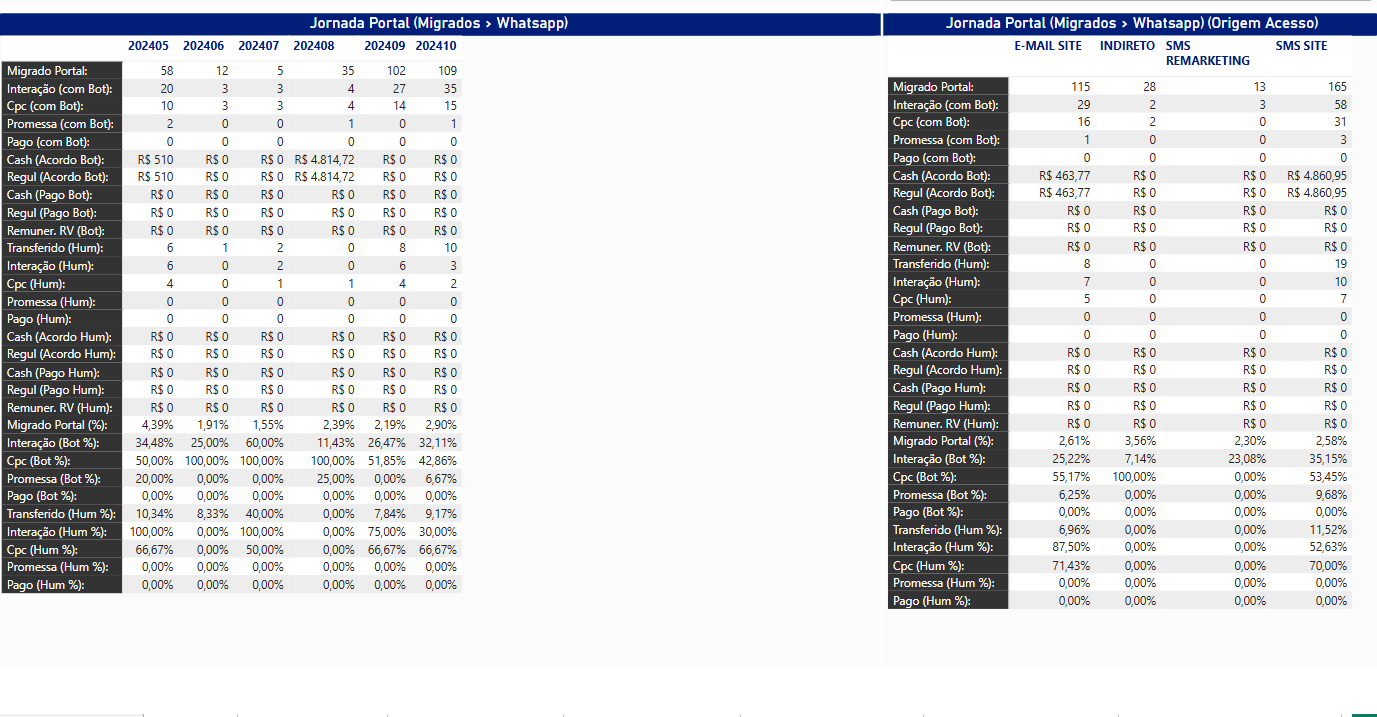 Jornada Portal (Migrados > Whatsapp)
202405 202406 202407 202408 202409 202410
Migrado Portal: 58 12 5 35 102 109
Interação (com Bot): 20 3 3 4 27 35
Cpc (com Bot): 10 3 3 4 14 15
Promessa (com Bot): 2 0 0 1 0 1
Pago (com Bot): 0 0 0 0 0 0
Cash (Acordo Bot): R$ 510 R$ 0 R$ 0 R$ 4.814,72 R$ 0 R$ 0
Regul (Acordo Bot): R$ 510 R$ 0 R$ 0 R$ 4.814,72 R$ 0 R$ 0
Cash (Pago Bot): R$ 0 R$ 0 R$ 0 R$ 0 R$ 0 R$ 0
Regul (Pago Bot): R$ 0 R$ 0 R$ 0 R$ 0 R$ 0 R$ 0
Remuner. RV (Bot): R$ 0 R$ 0 R$ 0 R$ 0 R$ 0 R$ 0
Transferido (Hum): 6 1 2 0 8 10
Interação (Hum): 6 0 2 0 6 3
Cpc (Hum): 4 0 1 1 4 2
Promessa (Hum): 0 0 0 0 0 0
Pago (Hum): 0 0 0 0 0 0
Cash (Acordo Hum): R$ 0 R$ 0 R$ 0 R$ 0 R$ 0 R$ 0
Regul (Acordo Hum): R$ 0 R$ 0 R$ 0 R$ 0 R$ 0 R$ 0
Cash (Pago Hum): R$ 0 R$ 0 R$ 0 R$ 0 R$ 0 R$ 0
Regul (Pago Hum): R$ 0 R$ 0 R$ 0 R$ 0 R$ 0 R$ 0
Remuner. RV (Hum): R$ 0 R$ 0 R$ 0 R$ 0 R$ 0 R$ 0
Migrado Portal (%): 4,39% 1,91% 1,55% 2,39% 2,19% 2,90%
Interação (Bot %): 34,48% 25,00% 60,00% 11,43% 26,47% 32,11%
Cpc (Bot %): 50,00% 100,00% 100,00% 100,00% 51,85% 42,86%
Promessa (Bot %): 20,00% 0,00% 0,00% 25,00% 0,00% 6,67%
Pago (Bot %): 0,00% 0,00% 0,00% 0,00% 0,00% 0,00%
Transferido (Hum %): 10,34% 8,33% 40,00% 0,00% 7,84% 9,17%
Interação (Hum %): 100,00% 0,00% 100,00% 0,00% 75,00% 30,00%
Cpc (Hum %): 66,67% 0,00% 50,00% 0,00% 66,67% 66,67%
Promessa (Hum %): 0,00% 0,00% 0,00% 0,00% 0,00% 0,00%
Pago (Hum %): 0,00% 0,00% 0,00% 0,00% 0,00% 0,00%
Jornada Portal (Migrados > Whatsapp) (Origem Acesso)
E-MAIL SITE INDIRETO SMS SMS SITE
REMARKETING
Migrado Portal: 115 28 13 165
Interação (com Bot): 29 2 3 58
Cpc (com Bot): 16 2 0 31
Promessa (com Bot): 1 0 0 3
Pago (com Bot): 0 0 0 0
Cash (Acordo Bot): R$ 463,77 R$ 0 R$ 0 R$ 4.860,95
Regul (Acordo Bot): R$ 463,77 R$ 0 R$ 0 R$ 4.860,95
Cash (Pago Bot): R$ 0 R$ 0 R$ 0 R$ 0
Regul (Pago Bot): R$ 0 R$ 0 R$ 0 R$ 0
Remuner. RV (Bot): R$ 0 R$ 0 R$ 0 R$ 0
Transferido (Hum): 8 0 0 19
Interação (Hum): 7 0 0 10
Cpc (Hum): 5 0 0 7
Promessa (Hum): 0 0 0 0
Pago (Hum): 0 0 0 0
Cash (Acordo Hum): R$ 0 R$ 0 R$ 0 R$ 0
Regul (Acordo Hum): R$ 0 R$ 0 R$ 0 R$ 0
Cash (Pago Hum): R$ 0 R$ 0 R$ 0 R$ 0
Regul (Pago Hum): R$ 0 R$ 0 R$ 0 R$ 0
Remuner. RV (Hum): R$ 0 R$ 0 R$ 0 R$ 0
Migrado Portal (%): 2,61% 3,56% 2,30% 2,58%
Interação (Bot %): 25,22% 7,14% 23,08% 35,15%
Cpc (Bot %): 55,17% 100,00% 0,00% 53,45%
Promessa (Bot %): 6,25% 0,00% 0,00% 9,68%
Pago (Bot %): 0,00% 0,00% 0,00% 0,00%
Transferido (Hum %): 6,96% 0,00% 0,00% 11,52%
Interação (Hum %): 87,50% 0,00% 0,00% 52,63%
Cpc (Hum %): 71,43% 0,00% 0,00% 70,00%
Promessa (Hum %): 0,00% 0,00% 0,00% 0,00%
Pago (Hum %): 0,00% 0,00% 0,00% 0,00%